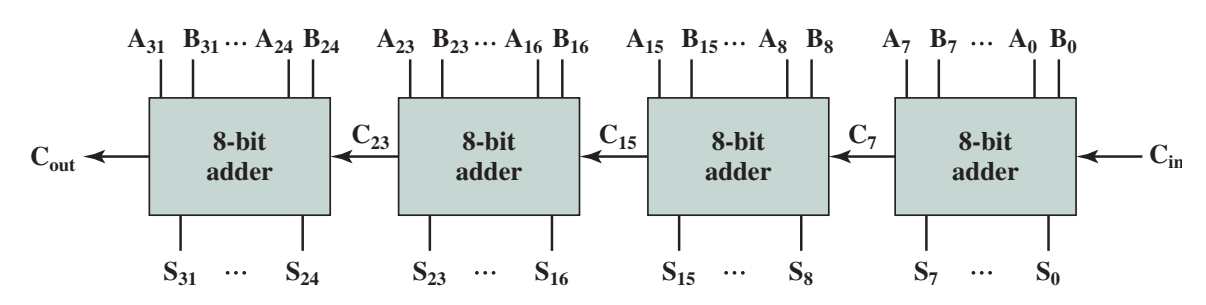 A31 B31 ... A24 B24 A23 B23 ... A16 B16 A15 B15 ... A8 B8 A7 B7 ... A0 B0
Cout 8-bit adder C23 8-bit adder C15 8-bit adder C7 8-bit adder Cin
S31 ... S24 S23 ... S16 S15 ... S8 S7 ... S0